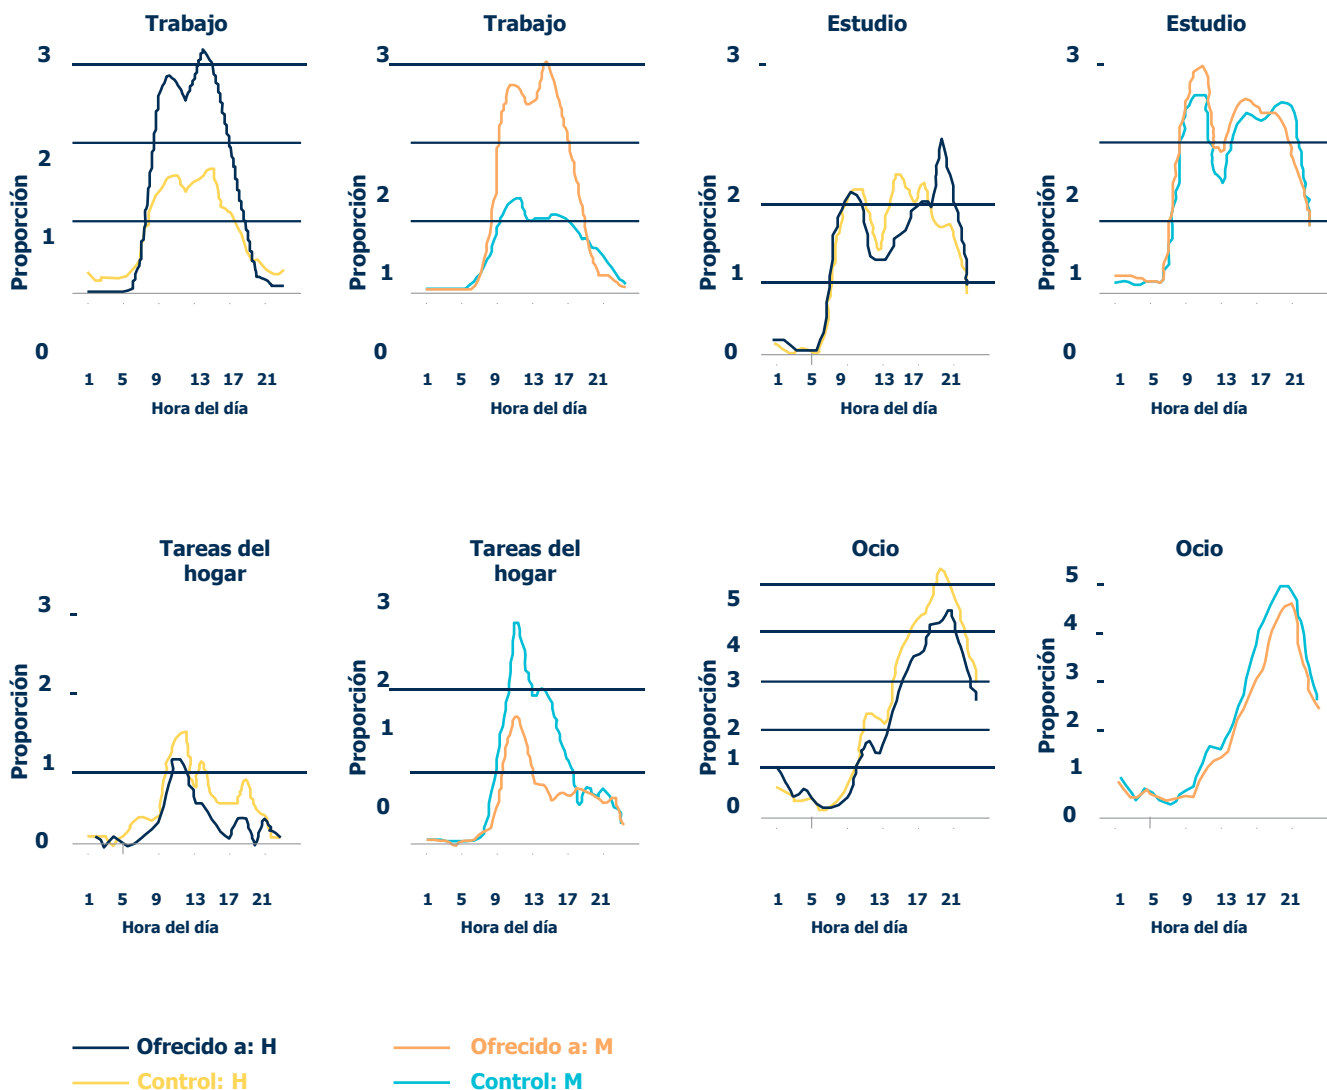 Trabajo
3
2
1
0
Proporción
1 5 9 13 17 21
Hora del día
Trabajo
3
2
1
0
Proporción
1 5 9 13 17 21
Hora del día
Estudio
3
2
1
0
Proporción
1 5 9 13 17 21
Hora del día
Estudio
3
2
1
0
Proporción
1 5 9 13 17 21
Hora del día
Tareas del
hogar
3
2
1
0
Proporción
1 5 9 13 17 21
Hora del día
Tareas del
hogar
3
2
1
0
Proporción
1 5 9 13 17 21
Hora del día
Ocio
5
4
3
2
1
0
Proporción
1 5 9 13 17 21
Hora del día
Ocio
5
4
3
2
1
0
Proporción
1 5 9 13 17 21
Hora del día
Ofrecido a: H
Ofrecido a: M
Control: H
Control: M